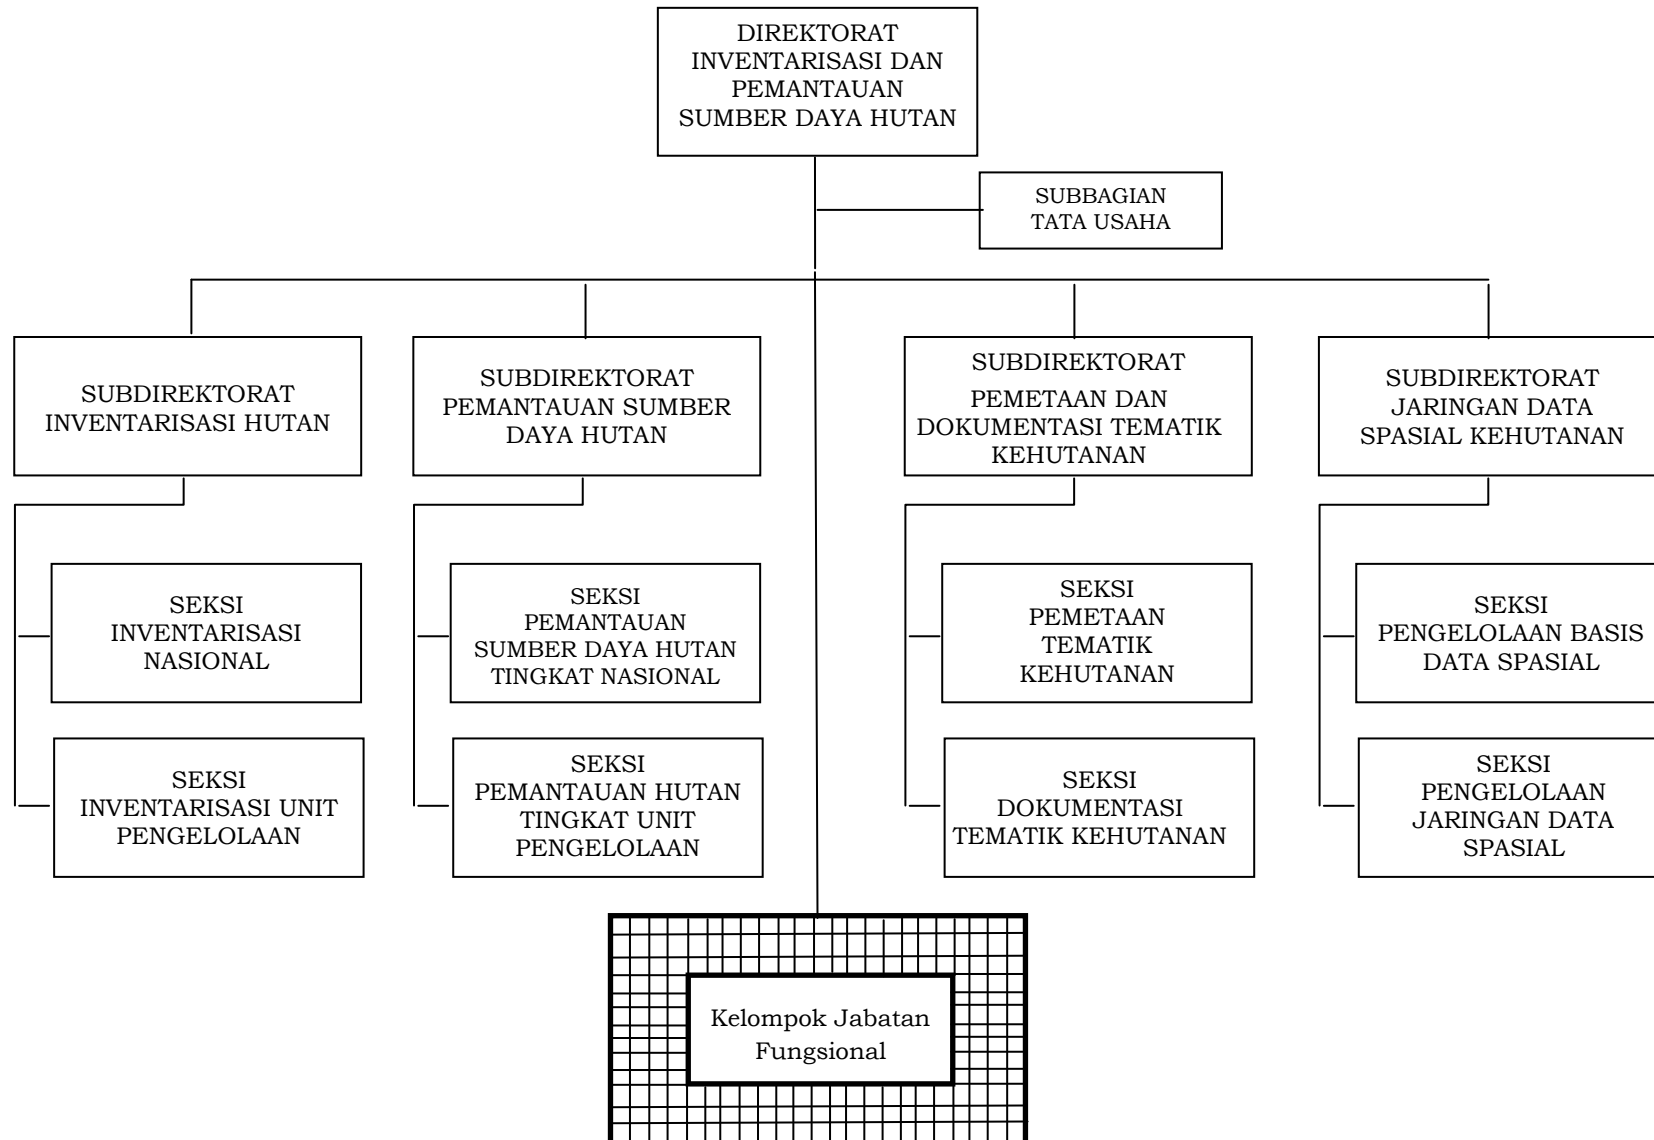 DIREKTORAT
INVENTARISASI DAN
PEMANTAUAN
SUMBER DAYA HUTAN
SUBBAGIAN
TATA USAHA
SUBDIREKTORAT
INVENTARISASI HUTAN
SUBDIREKTORAT
PEMANTAUAN SUMBER
DAYA HUTAN
SUBDIREKTORAT
PEMETAAN DAN
DOKUMENTASI TEMATIK
KEHUTANAN
SUBDIREKTORAT
JARINGAN DATA
SPASIAL KEHUTANAN
SEKSI
INVENTARISASI
NASIONAL
SEKSI
PEMANTAUAN
SUMBER DAYA HUTAN
TINGKAT NASIONAL
SEKSI
PEMETAAN
TEMATIK
KEHUTANAN
SEKSI
PENGELOLAAN BASIS
DATA SPASIAL
SEKSI
INVENTARISASI UNIT
PENGELOLAAN
SEKSI
PEMANTAUAN HUTAN
TINGKAT UNIT
PENGELOLAAN
SEKSI
DOKUMENTASI
TEMATIK KEHUTANAN
SEKSI
PENGELOLAAN
JARINGAN DATA
SPASIAL
Kelompok Jabatan
Fungsional